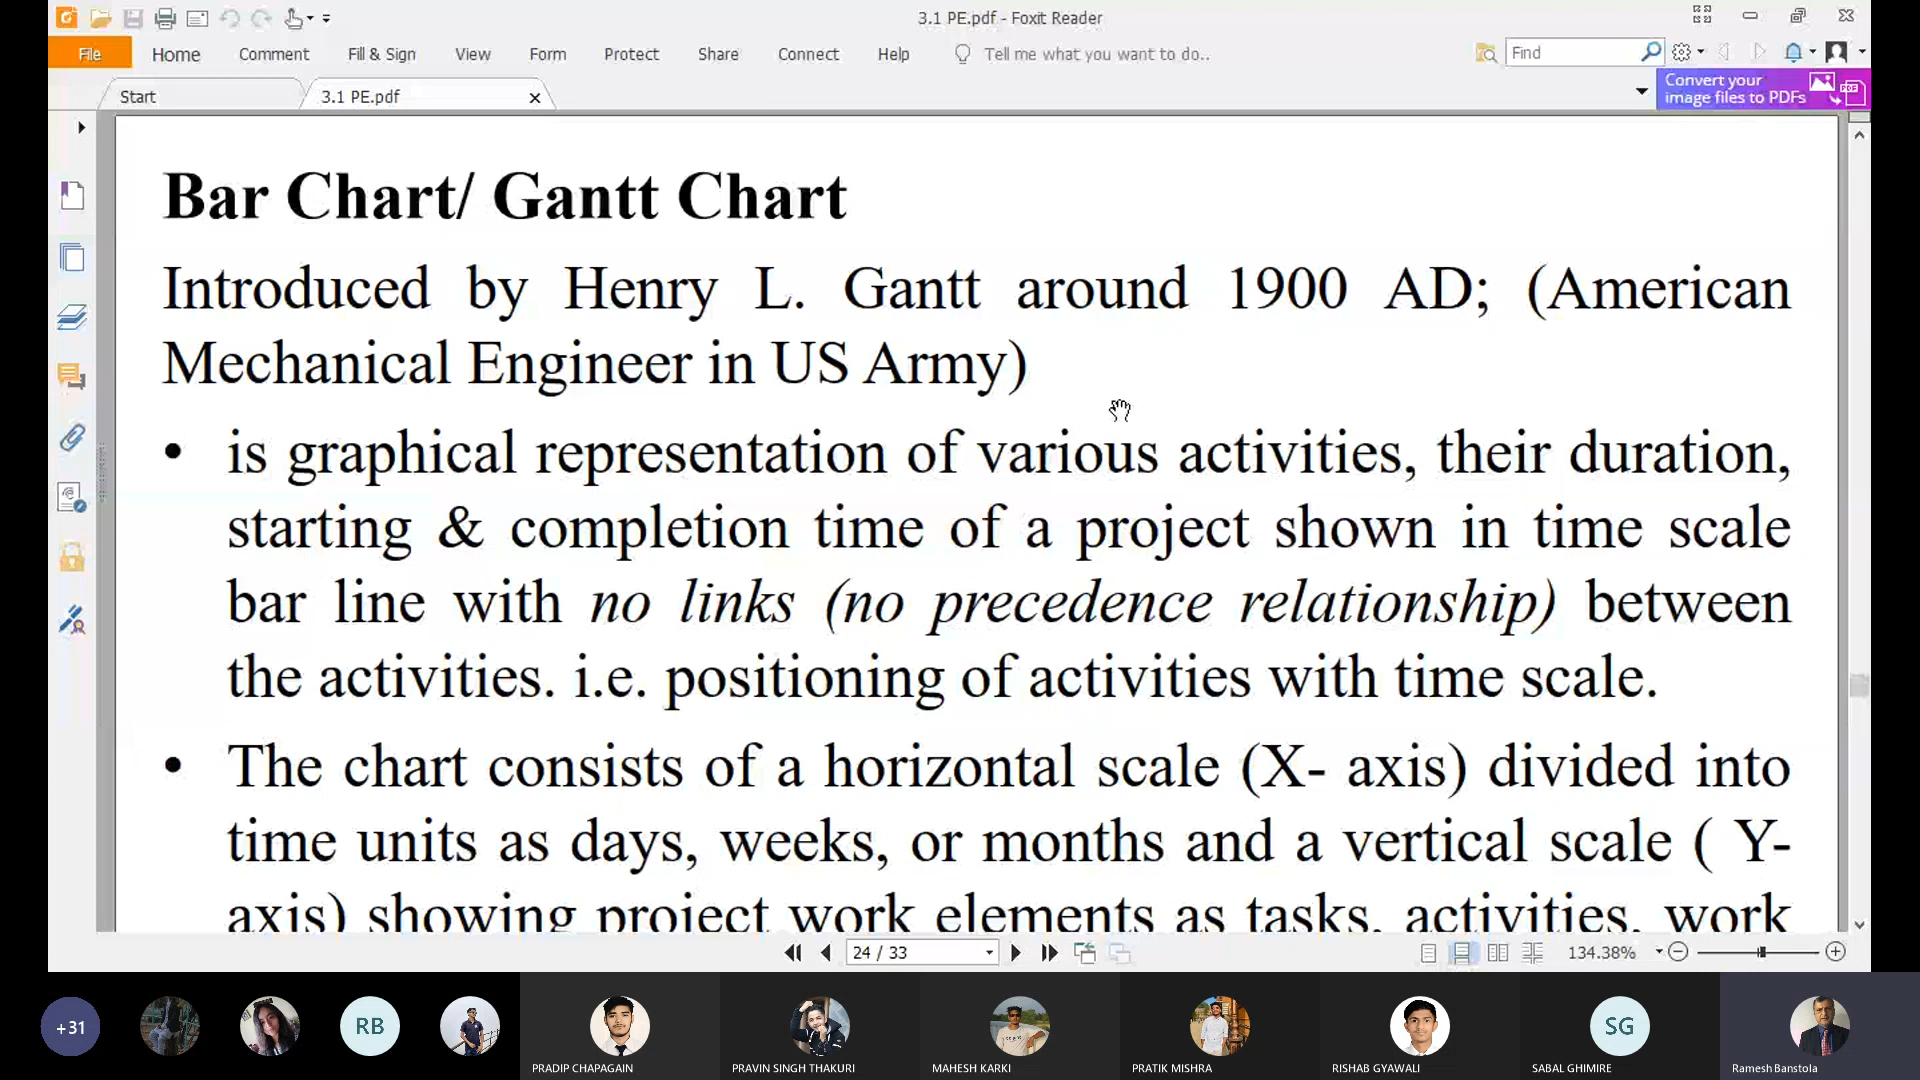 3.1 PE.pdf - Foxit Reader
File Home Comment Fill & Sign View Form Protect Share Connect Help Tell me what you want to do.. Find
Start 3.1 PE.pdf
Convert your
image files to PDFs
Bar Chart/ Gantt Chart
Introduced by Henry L. Gantt around 1900 AD; (American
Mechanical Engineer in US Army)
• is graphical representation of various activities, their duration,
starting & completion time of a project shown in time scale
bar line with no links (no precedence relationship) between
the activities. i.e. positioning of activities with time scale.
• The chart consists of a horizontal scale (X- axis) divided into
time units as days, weeks, or months and a vertical scale ( Y-
axis) showing project work elements as tasks, activities, work
24 / 33 134.38%
+31 RB SG
PRADIP CHAPAGAIN PRAVIN SINGH THAKURI MAHESH KARKI PRATIK MISHRA RISHAB GYAWALI SABAL GHIMIRE Ramesh Banstola